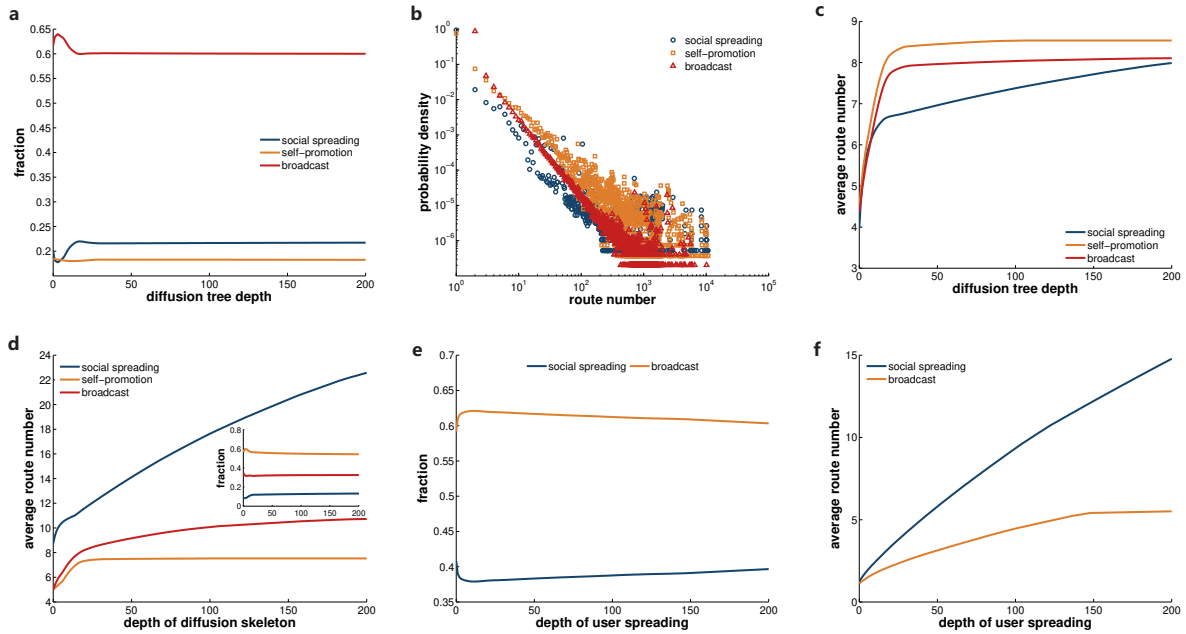 a
0.65
0.6
0.55
0.5
0.45
0.4
0.35
0.3
0.25
0.2
fraction
social spreading
self−promotion
broadcast
0 50 100 150 200
diffusion tree depth
b
10^0
10^−1
10^−2
10^−3
10^−4
10^−5
10^−6
probability density
social spreading
self−promotion
broadcast
10^0 10^1 10^2 10^3 10^4 10^5
route number
c
9
8
7
6
5
4
3
average route number
social spreading
self−promotion
broadcast
0 50 100 150 200
diffusion tree depth
d
24
22
20
18
16
14
12
10
8
6
4
average route number
social spreading
self−promotion
broadcast
0.8
0.6
0.4
0.2
0
fraction
0 50 100 150 200
0 50 100 150 200
depth of diffusion skeleton
e
0.7
0.65
0.6
0.55
0.5
0.45
0.4
0.35
fraction
social spreading broadcast
0 50 100 150 200
depth of user spreading
f
15
10
5
0
average route number
social spreading
broadcast
0 50 100 150 200
depth of user spreading